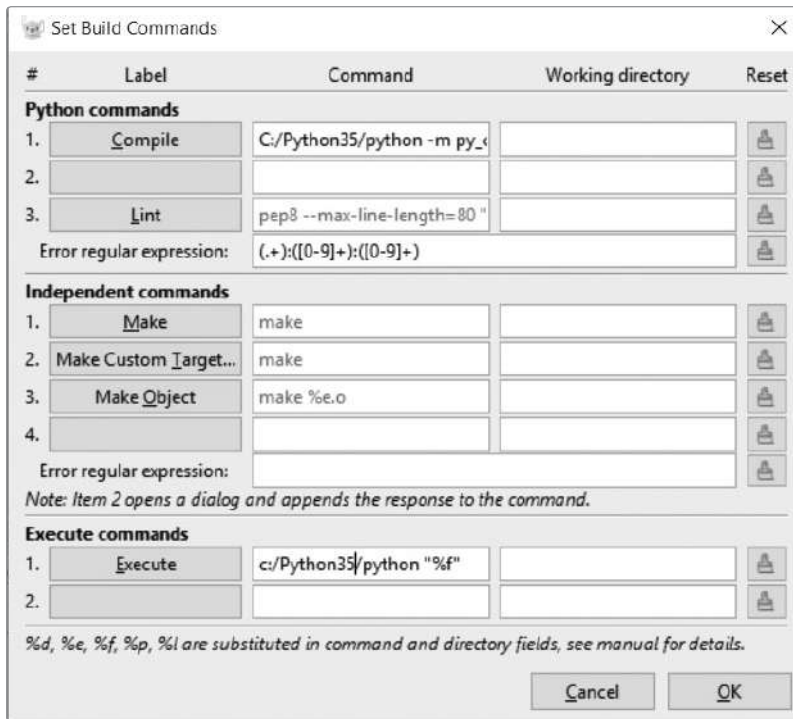 Set Build Commands
# Label Command Working directory Reset
Python commands
1. Compile C:/Python35/python -m py_c
2.
3. Lint pep8 --max-line-length=80 "
Error regular expression: (.+):([0-9]+):([0-9]+)
Independent commands
1. Make make
2. Make Custom Target... make
3. Make Object make %e.o
4.
Error regular expression:
Note: Item 2 opens a dialog and appends the response to the command.
Execute commands
1. Execute c:/Python35/python "%f"
2.
%d, %e, %f, %p, %l are substituted in command and directory fields, see manual for details.
Cancel OK